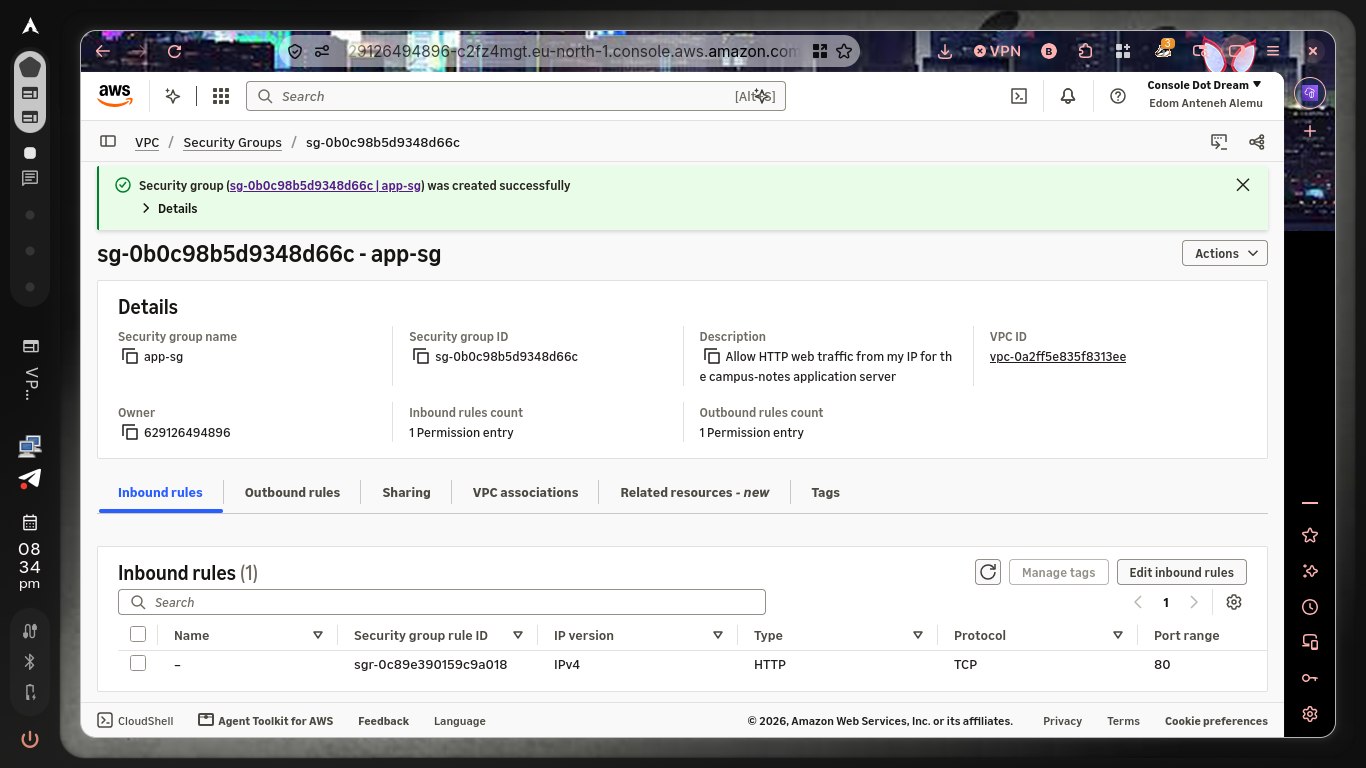 29126494896-c2fz4mgt.eu-north-1.console.aws.amazon.com
VPN
B
3
aws
Search
[Alt+S]
Console Dot Dream
Edom Anteneh Alemu
VPC / Security Groups / sg-0b0c98b5d9348d66c
Security group (sg-0b0c98b5d9348d66c | app-sg) was created successfully
Details
sg-0b0c98b5d9348d66c - app-sg
Actions
Details
Security group name
app-sg
Security group ID
sg-0b0c98b5d9348d66c
Description
Allow HTTP web traffic from my IP for th
e campus-notes application server
VPC ID
vpc-0a2ff5e835f8313ee
Owner
629126494896
Inbound rules count
1 Permission entry
Outbound rules count
1 Permission entry
Inbound rules
Outbound rules
Sharing
VPC associations
Related resources - new
Tags
Inbound rules (1)
Manage tags
Edit inbound rules
Search
1
Name
Security group rule ID
IP version
Type
Protocol
Port range
–
sgr-0c89e390159c9a018
IPv4
HTTP
TCP
80
CloudShell
Agent Toolkit for AWS
Feedback
Language
© 2026, Amazon Web Services, Inc. or its affiliates.
Privacy
Terms
Cookie preferences
VP...
08
34
pm